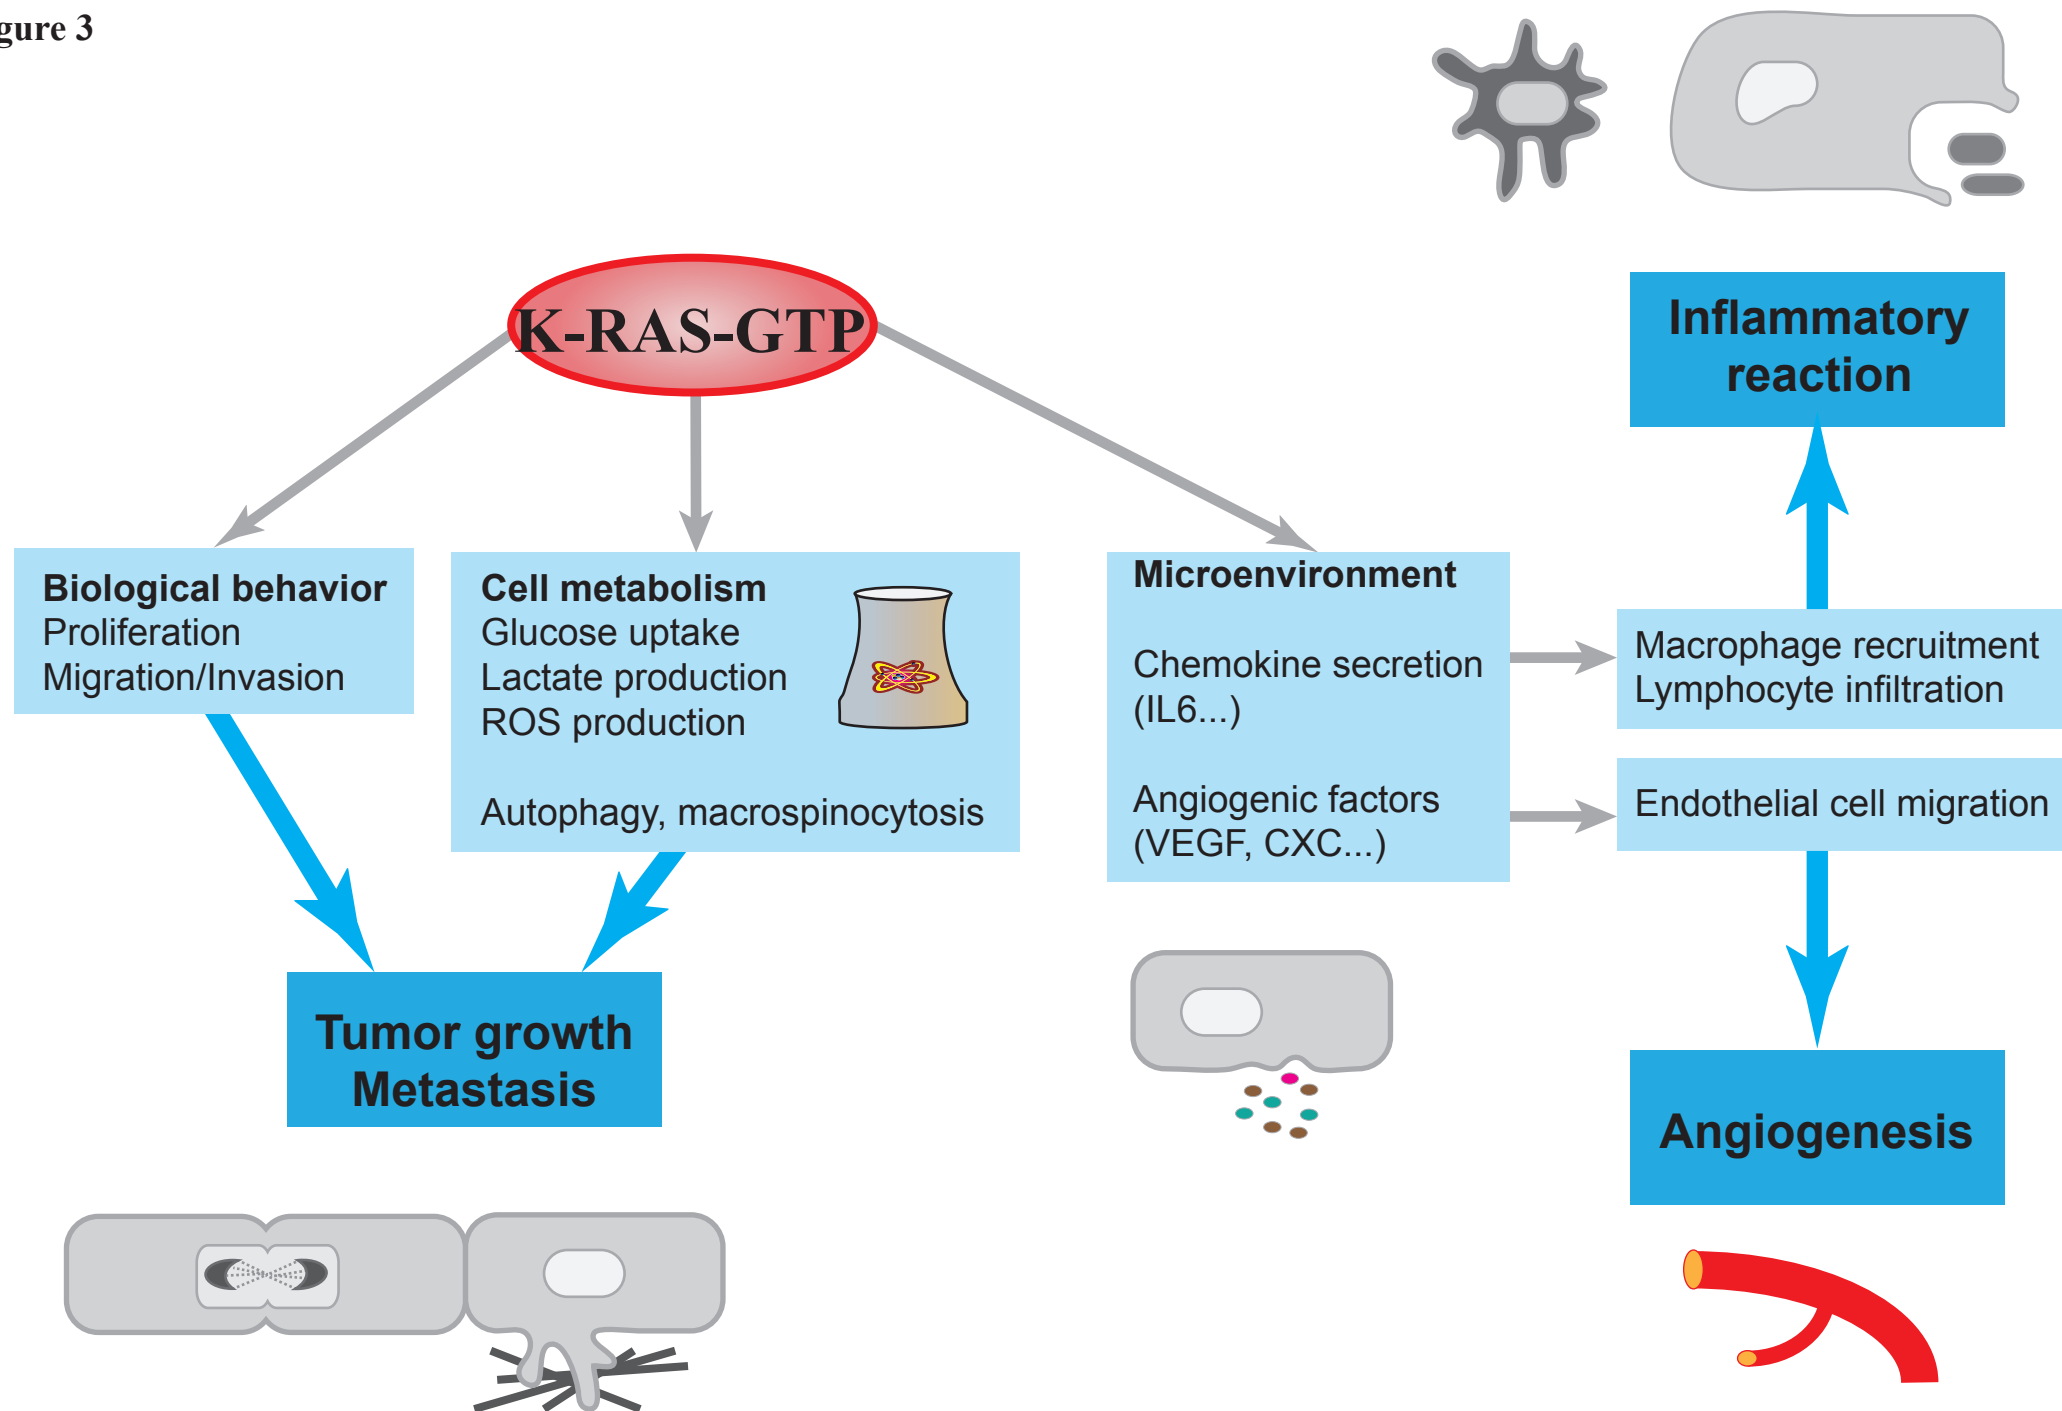 gure 3
K-RAS-GTP
Inflammatory
reaction
Biological behavior
Proliferation
Migration/Invasion
Cell metabolism
Glucose uptake
Lactate production
ROS production
Autophagy, macrospinocytosis
Microenvironment
Chemokine secretion
(IL6...)
Angiogenic factors
(VEGF, CXC...)
Macrophage recruitment
Lymphocyte infiltration
Endothelial cell migration
Tumor growth
Metastasis
Angiogenesis